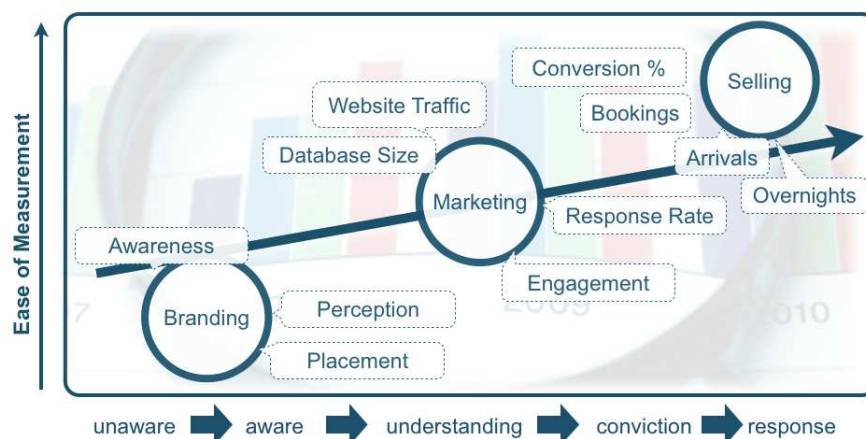 Ease of Measurement
Conversion %
Selling
Website Traffic
Bookings
Database Size
Arrivals
Marketing
Overnights
Response Rate
Awareness
Engagement
Perception
Branding
Placement
2009
2010
unaware aware understanding conviction response